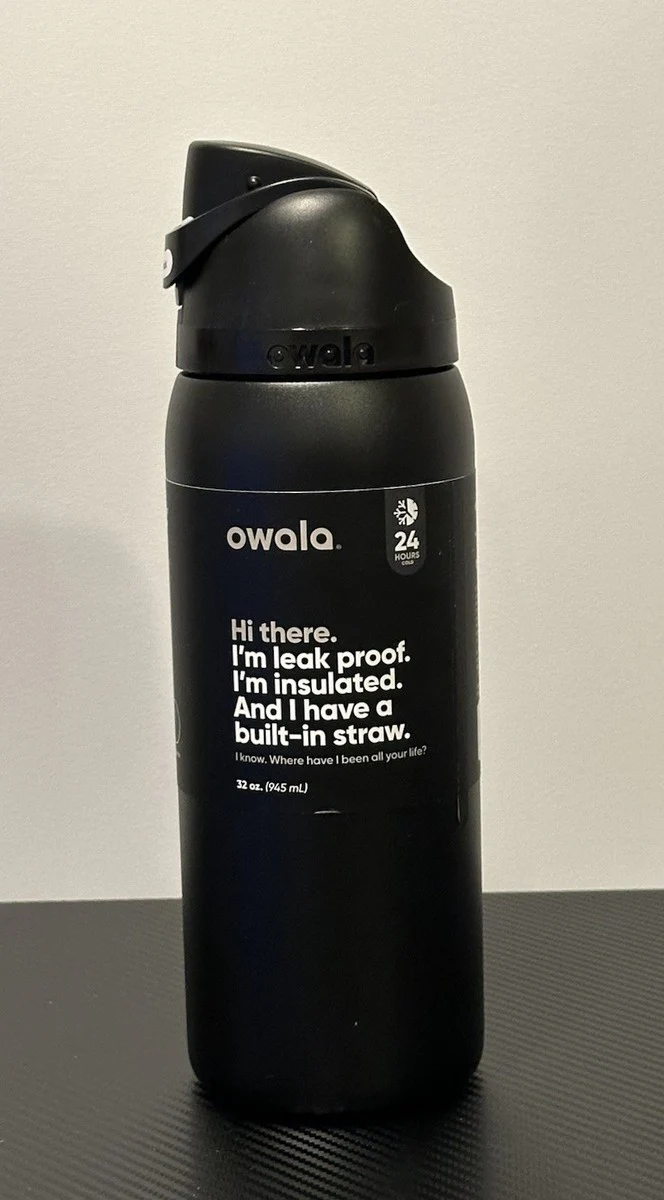 owala
owala.
24
HOURS
COLD
Hi there.
I'm leak proof.
I'm insulated.
And I have a
built-in straw.
I know. Where have I been all your life?
32 oz. (945 mL)